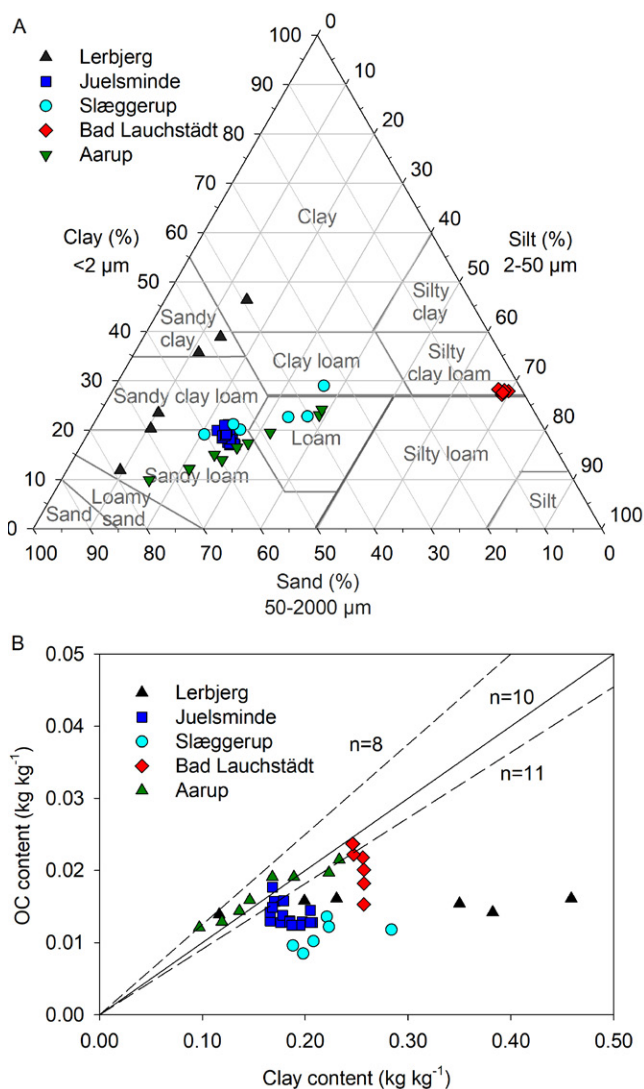 A
Lerbjerg
Juelsminde
Slæggerup
Bad Lauchstädt
Aarup
0
100
10
90
20
80
30
70
40
60
50
50
60
40
70
30
80
20
90
10
100
0
Clay (%)
<2 µm
Silt (%)
2-50 µm
Clay
Silty
clay
Sandy
clay
Clay loam
Silty
clay loam
Sandy clay loam
Loam
Silty loam
Sandy loam
Loamy
sand
Sand
Silt
100 90 80 70 60 50 40 30 20 10 0
Sand (%)
50-2000 µm
B
0.05
Lerbjerg
Juelsminde
Slæggerup
Bad Lauchstädt
Aarup
n=8
n=10
n=11
0.04
0.03
0.02
0.01
0.00
OC content (kg kg⁻¹)
0.00 0.10 0.20 0.30 0.40 0.50
Clay content (kg kg⁻¹)